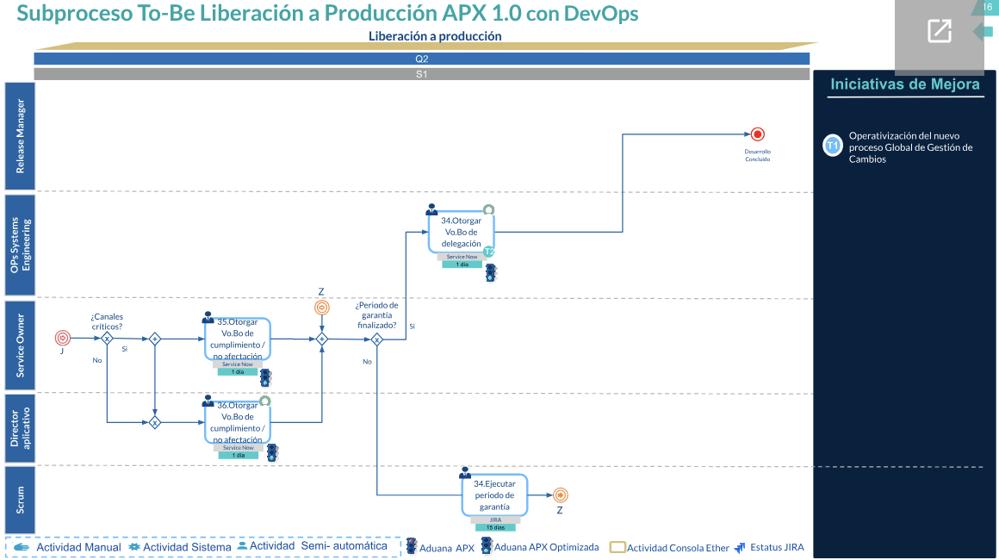 Subproceso To-Be Liberación a Producción APX 1.0 con DevOps
16
Liberación a producción
Q2
S1
Iniciativas de Mejora
T1
Operativización del nuevo
proceso Global de Gestión de
Cambios
Release Manager
Desarrollo
Concluido
OPs Systems
Engineering
34.Otorgar
Vo.Bo de
delegación
T2
Service Now
1 día
Service Owner
J
¿Canales
críticos?
x
Si
No
+
35.Otorgar
Vo.Bo de
cumplimiento /
no afectación
Service Now
1 día
Z
+
¿Periodo de
garantía
finalizado?
x
Si
No
Director
aplicativo
x
36.Otorgar
Vo.Bo de
cumplimiento /
no afectación
Service Now
1 día
Scrum
34.Ejecutar
periodo de
garantía
JIRA
15 días
Z
Actividad Manual
Actividad Sistema
Actividad Semi- automática
Aduana APX
Aduana APX Optimizada
Actividad Consola Ether
Estatus JIRA